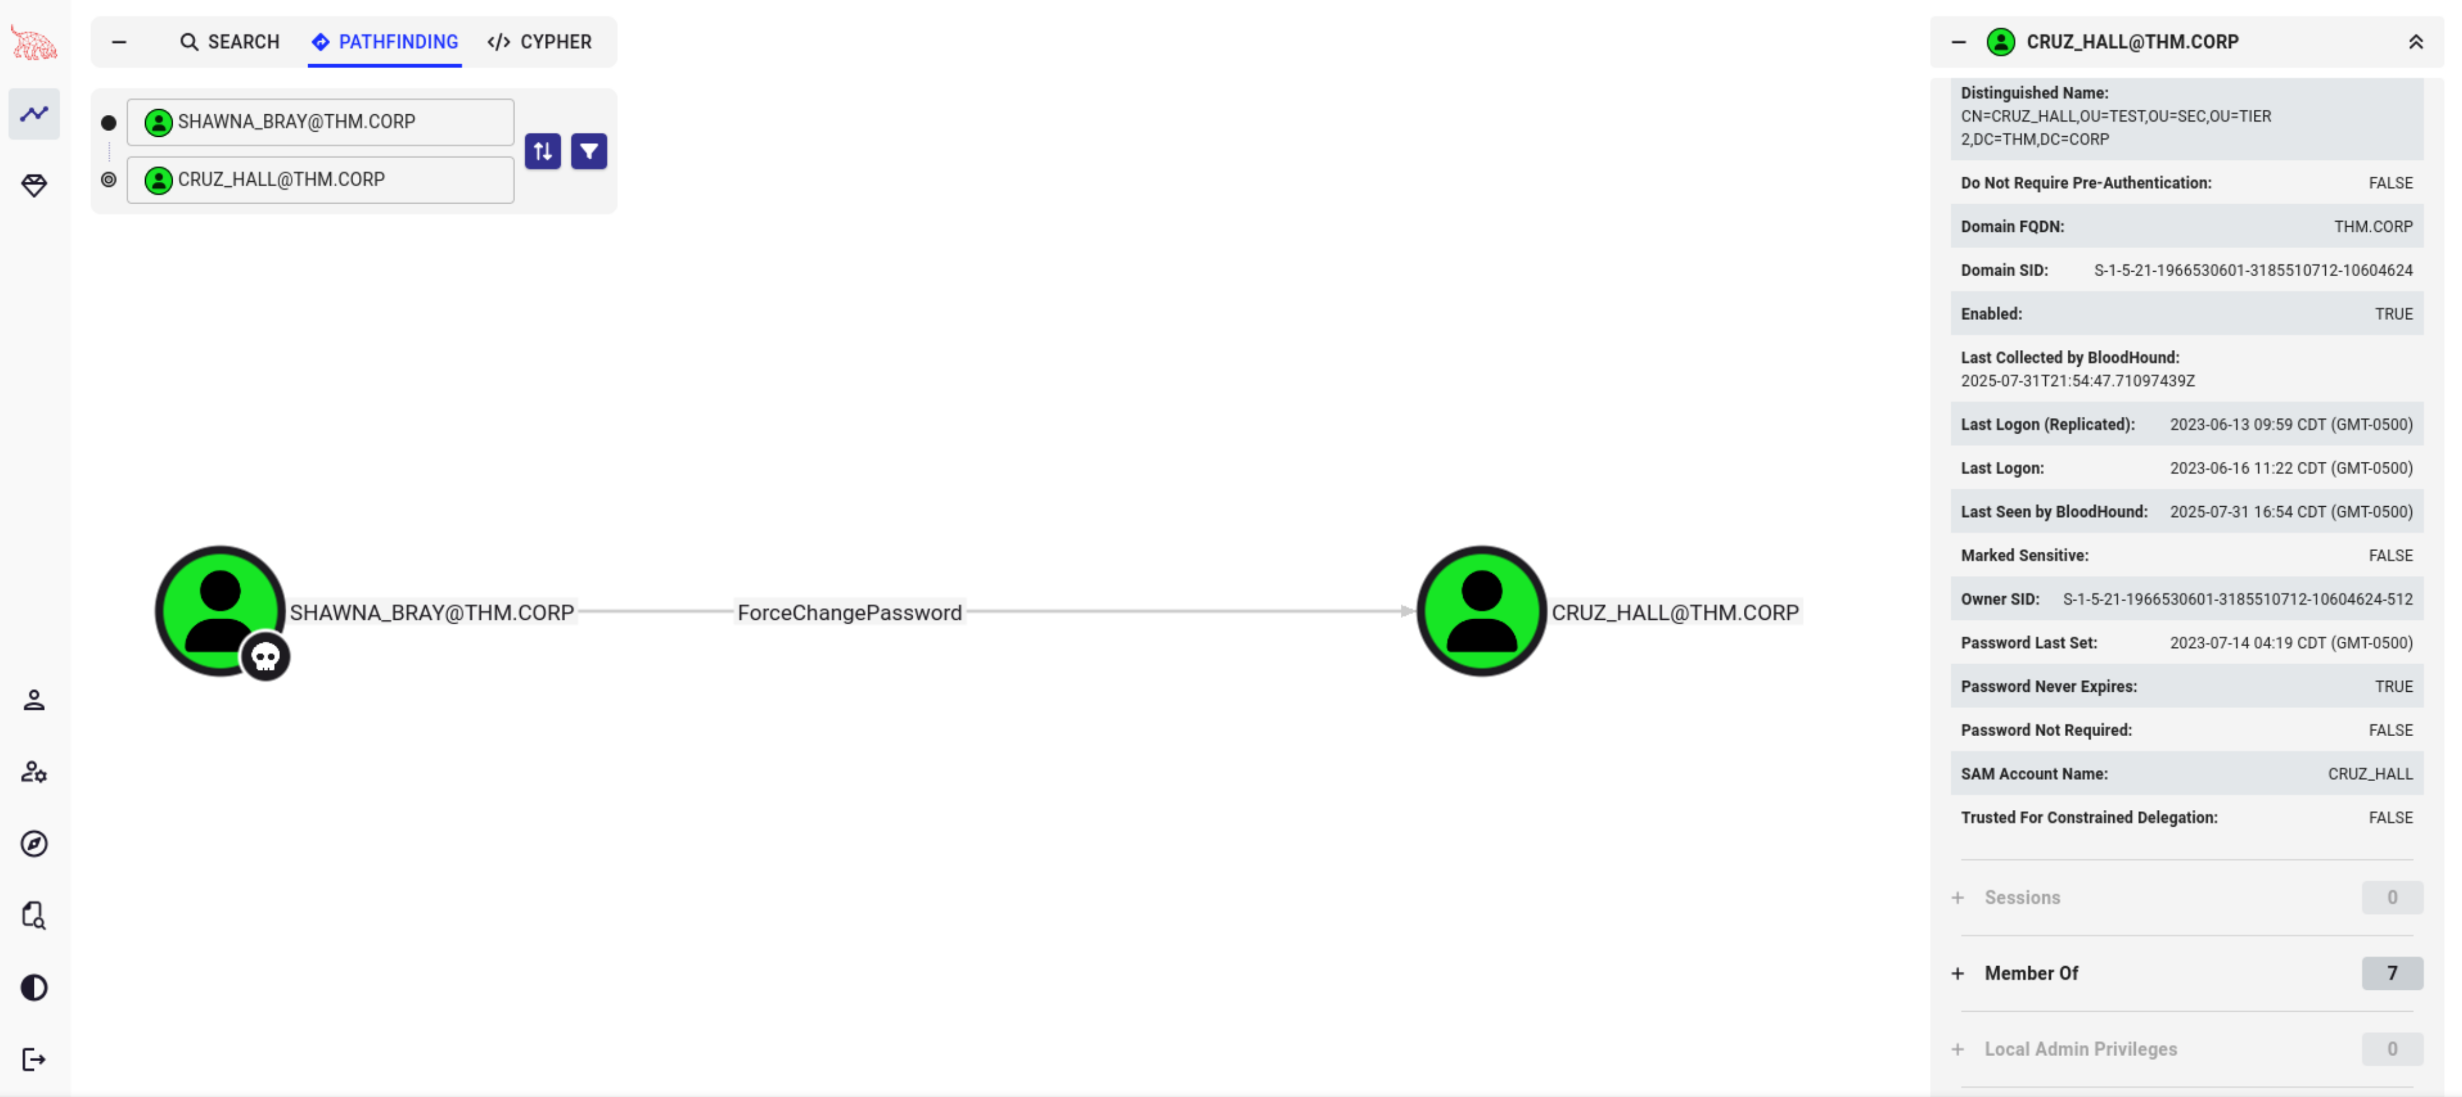 SEARCH PATHFINDING </> CYPHER
SHAWNA_BRAY@THM.CORP
CRUZ_HALL@THM.CORP
SHAWNA_BRAY@THM.CORP ForceChangePassword CRUZ_HALL@THM.CORP
CRUZ_HALL@THM.CORP
Distinguished Name:
CN=CRUZ_HALL,OU=TEST,OU=SEC,OU=TIER
2,DC=THM,DC=CORP
Do Not Require Pre-Authentication: FALSE
Domain FQDN: THM.CORP
Domain SID: S-1-5-21-1966530601-3185510712-10604624
Enabled: TRUE
Last Collected by BloodHound:
2025-07-31T21:54:47.71097439Z
Last Logon (Replicated): 2023-06-13 09:59 CDT (GMT-0500)
Last Logon: 2023-06-16 11:22 CDT (GMT-0500)
Last Seen by BloodHound: 2025-07-31 16:54 CDT (GMT-0500)
Marked Sensitive: FALSE
Owner SID: S-1-5-21-1966530601-3185510712-10604624-512
Password Last Set: 2023-07-14 04:19 CDT (GMT-0500)
Password Never Expires: TRUE
Password Not Required: FALSE
SAM Account Name: CRUZ_HALL
Trusted For Constrained Delegation: FALSE
+ Sessions 0
+ Member Of 7
+ Local Admin Privileges 0